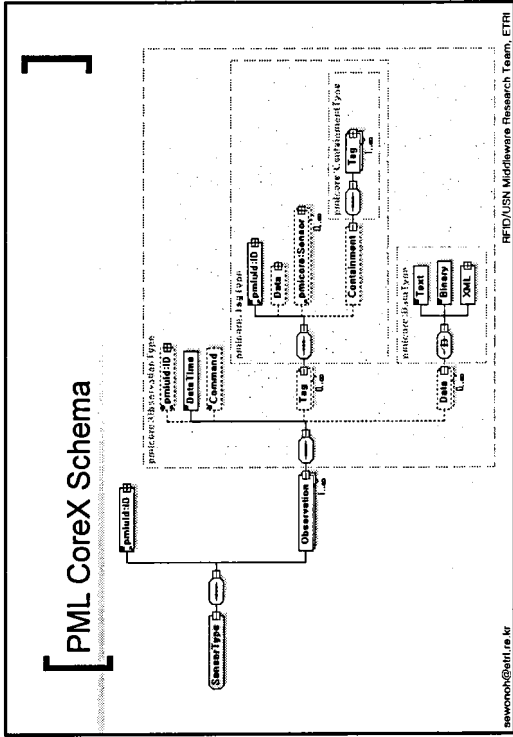 [PML CoreX Schema]
pmluid:ID
SensorType
Observation
1..∞
pmlcore:ObservationType
pmluid:ID
DateTime
Command
Tag
0..∞
pmlcore:TagType
pmluid:ID
Data
pmlcore:Sensor
0..∞
Containment
pmlcore:ContainmentType
Tag
1..∞
Data
0..∞
pmlcore:DataType
Text
Binary
XML
sewonoh@etri.re.kr
RFID/USN Middleware Research Team, ETRI